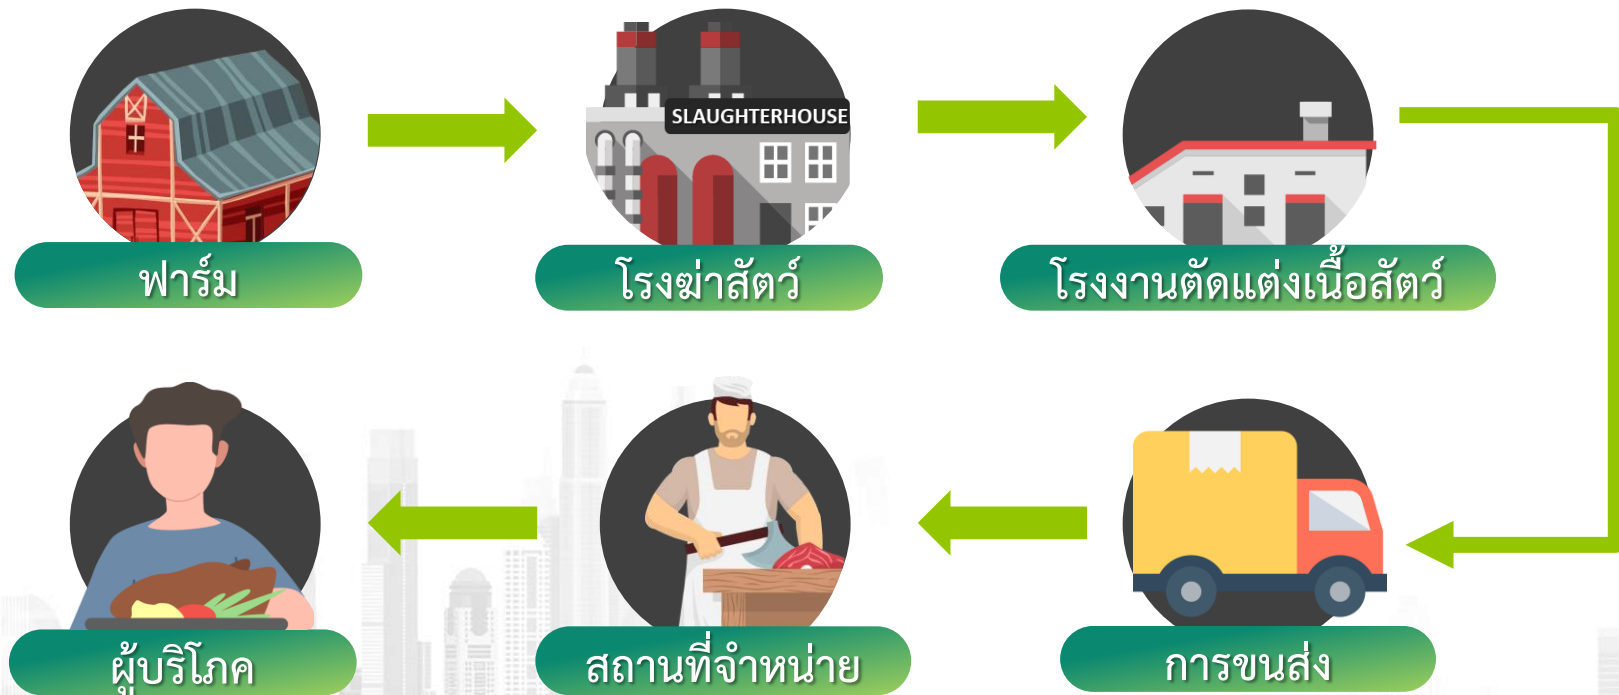 SLAUGHTERHOUSE
ฟาร์ม
โรงฆ่าสัตว์
โรงงานตัดแต่งเนื้อสัตว์
ผู้บริโภค
สถานที่จำหน่าย
การขนส่ง